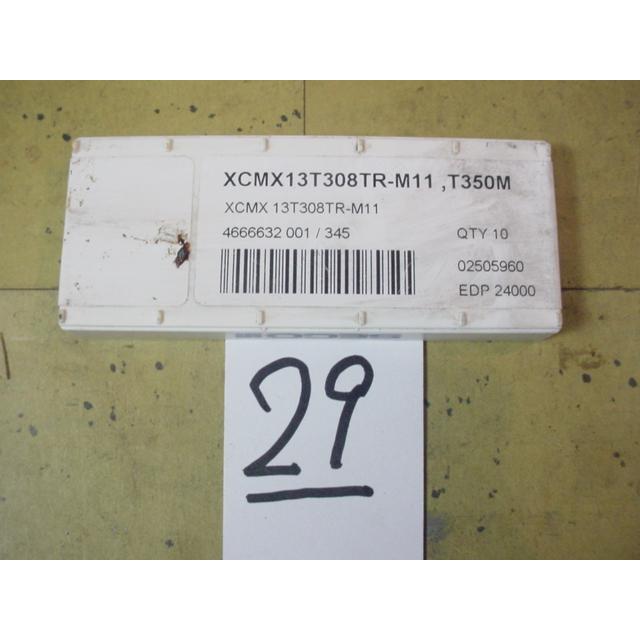 XCMX13T308TR-M11 ,T350M
XCMX 13T308TR-M11
4666632 001 / 345 QTY 10
02505960
EDP 24000
29